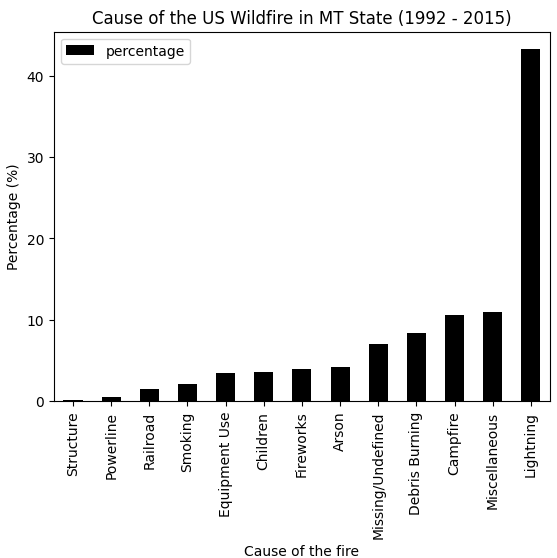 Cause of the US Wildfire in MT State (1992 - 2015)
percentage
Percentage (%)
40
30
20
10
0
Structure
Powerline
Railroad
Smoking
Equipment Use
Children
Fireworks
Arson
Missing/Undefined
Debris Burning
Campfire
Miscellaneous
Lightning
Cause of the fire